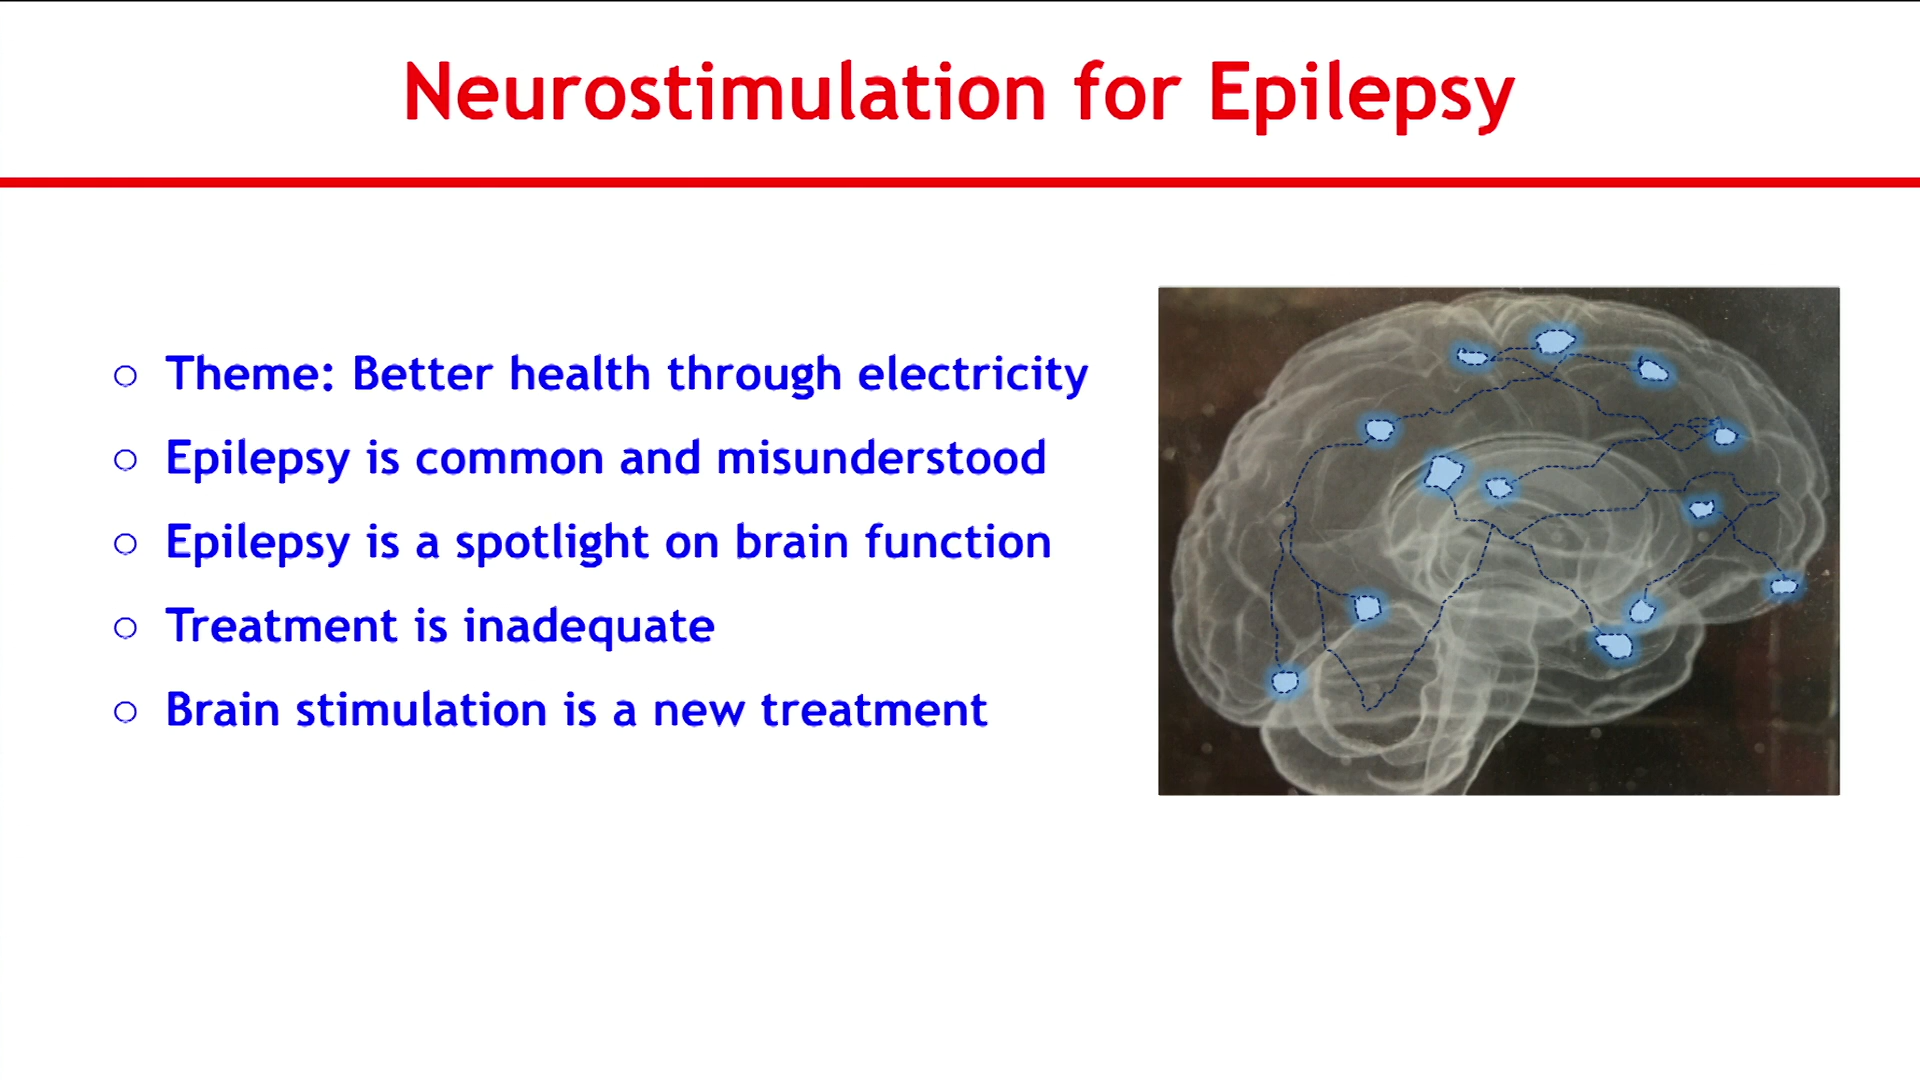 Neurostimulation for Epilepsy
Theme: Better health through electricity
Epilepsy is common and misunderstood
Epilepsy is a spotlight on brain function
Treatment is inadequate
Brain stimulation is a new treatment